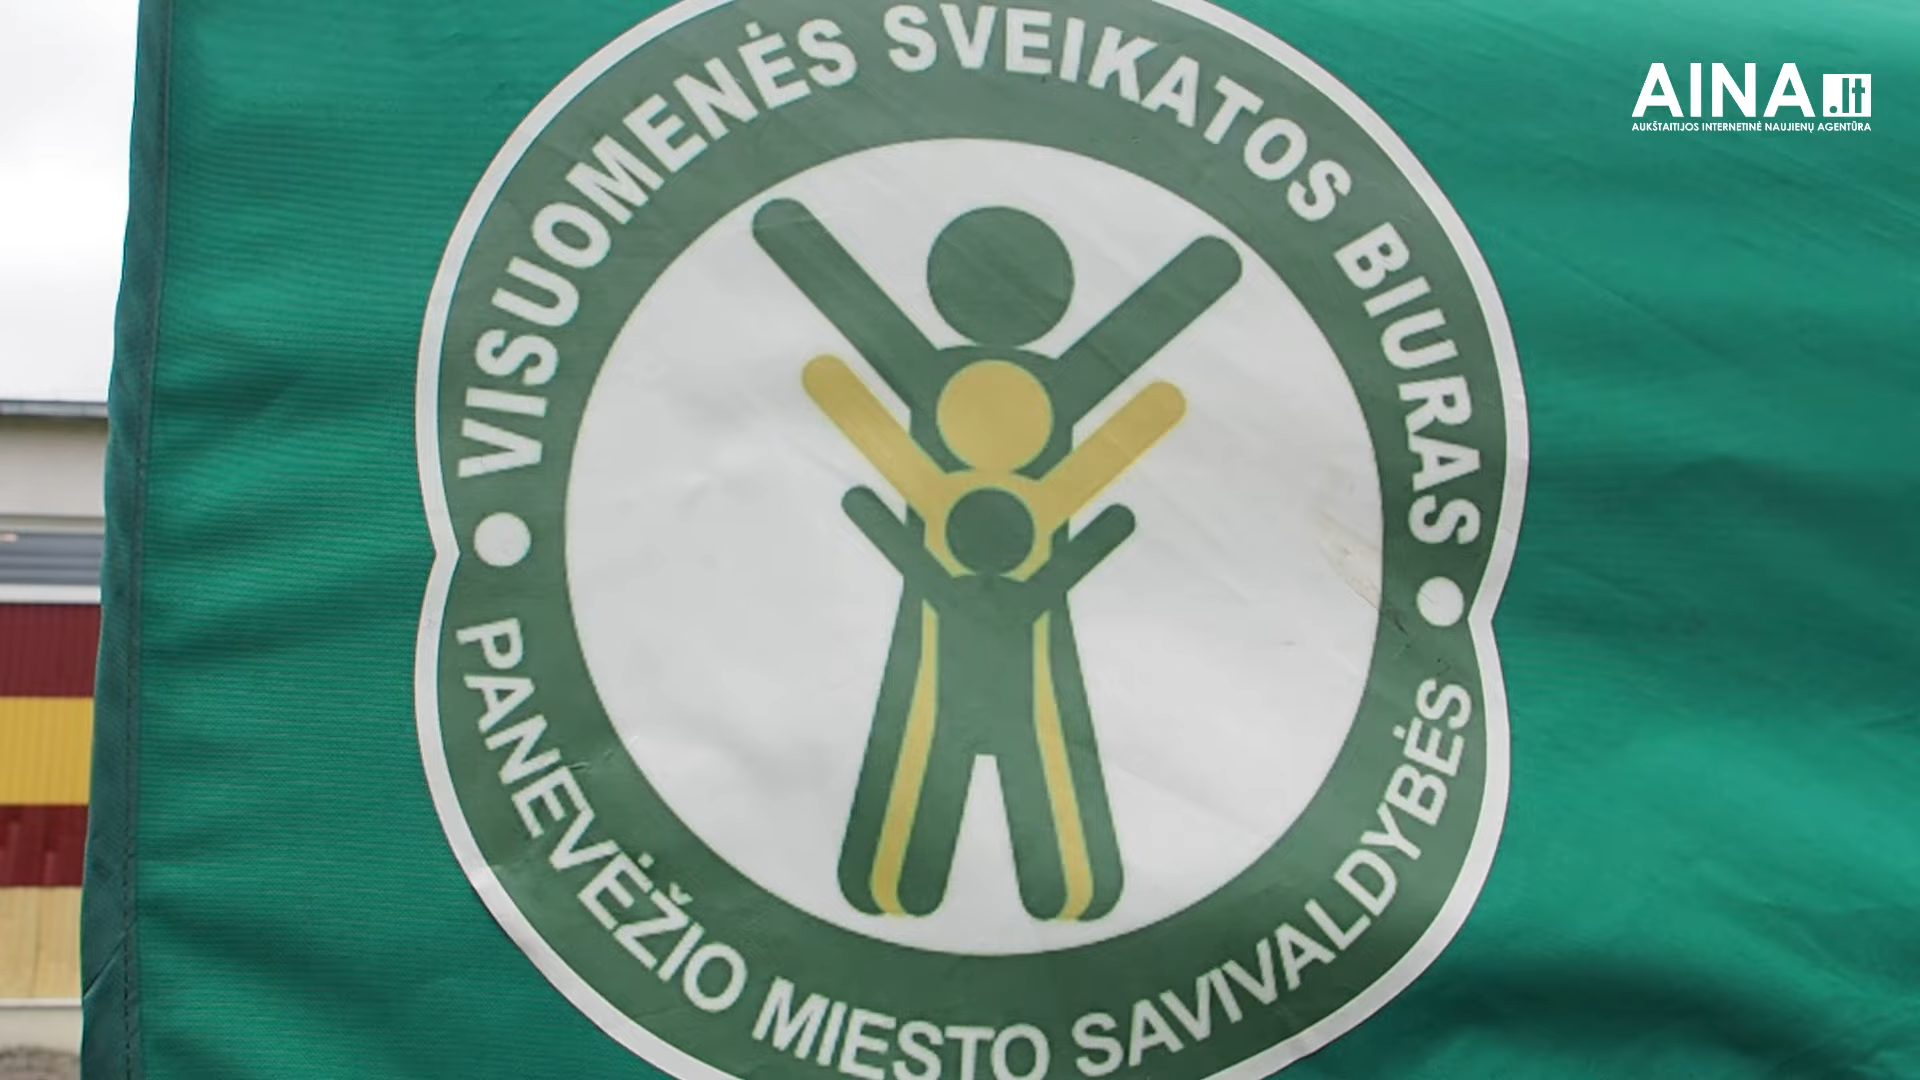 VISUOMENĖS SVEIKATOS BIURAS
PANEVĖŽIO MIESTO SAVIVALDYBĖS
AINA.lt
AUKŠTAITIJOS INTERNETINĖ NAUJIENŲ AGENTŪRA